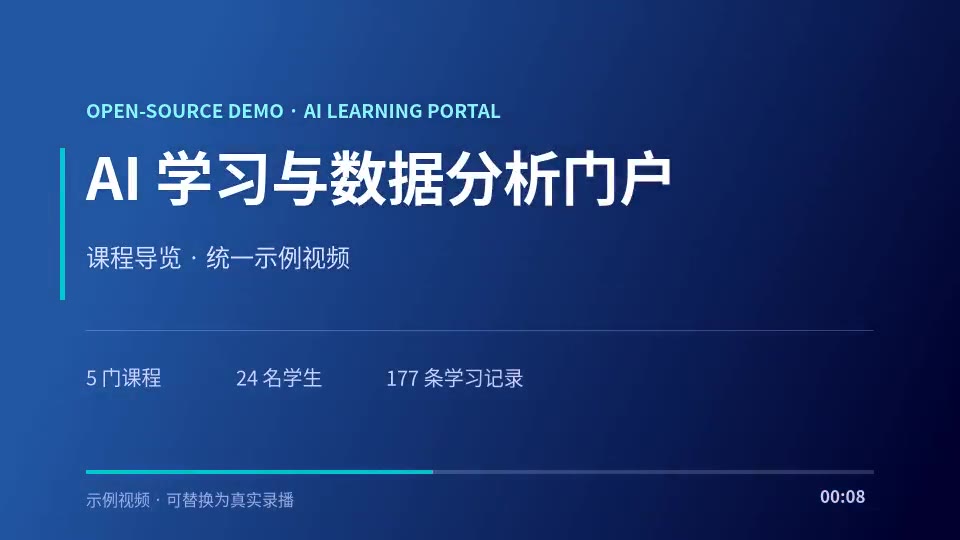 OPEN-SOURCE DEMO · AI LEARNING PORTAL
AI 学习与数据分析门户
课程导览 · 统一示例视频
5 门课程 24 名学生 177 条学习记录
示例视频 · 可替换为真实录播 00:08